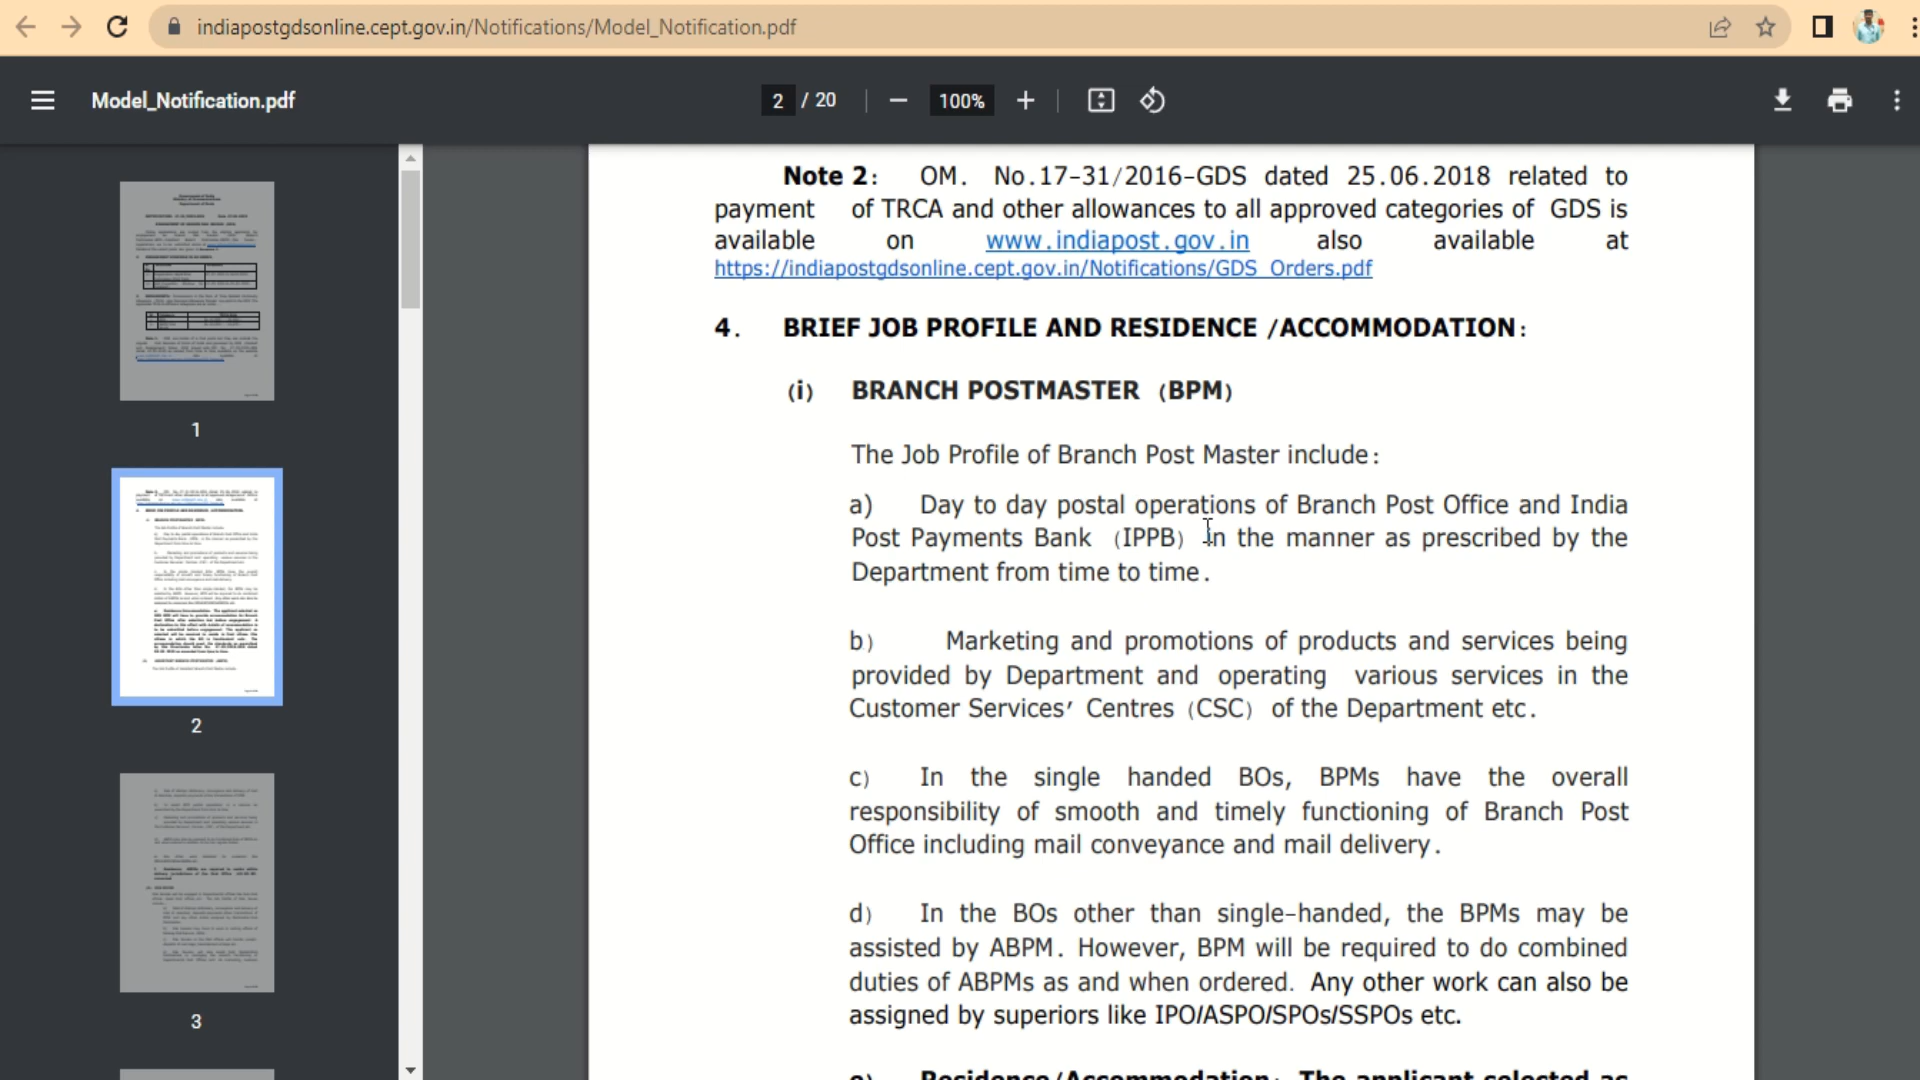 indiapostgdsonline.cept.gov.in/Notifications/Model_Notification.pdf
Model_Notification.pdf
2 / 20
100%
1
2
3
Note 2: OM. No.17-31/2016-GDS dated 25.06.2018 related to
payment of TRCA and other allowances to all approved categories of GDS is
available on www.indiapost.gov.in also available at
https://indiapostgdsonline.cept.gov.in/Notifications/GDS_Orders.pdf
4. BRIEF JOB PROFILE AND RESIDENCE /ACCOMMODATION:
(i) BRANCH POSTMASTER (BPM)
The Job Profile of Branch Post Master include:
a) Day to day postal operations of Branch Post Office and India
Post Payments Bank (IPPB) in the manner as prescribed by the
Department from time to time.
b) Marketing and promotions of products and services being
provided by Department and operating various services in the
Customer Services' Centres (CSC) of the Department etc.
c) In the single handed BOs, BPMs have the overall
responsibility of smooth and timely functioning of Branch Post
Office including mail conveyance and mail delivery.
d) In the BOs other than single-handed, the BPMs may be
assisted by ABPM. However, BPM will be required to do combined
duties of ABPMs as and when ordered. Any other work can also be
assigned by superiors like IPO/ASPO/SPOs/SSPOs etc.
e) Residence/Accommodation: The applicant selected as